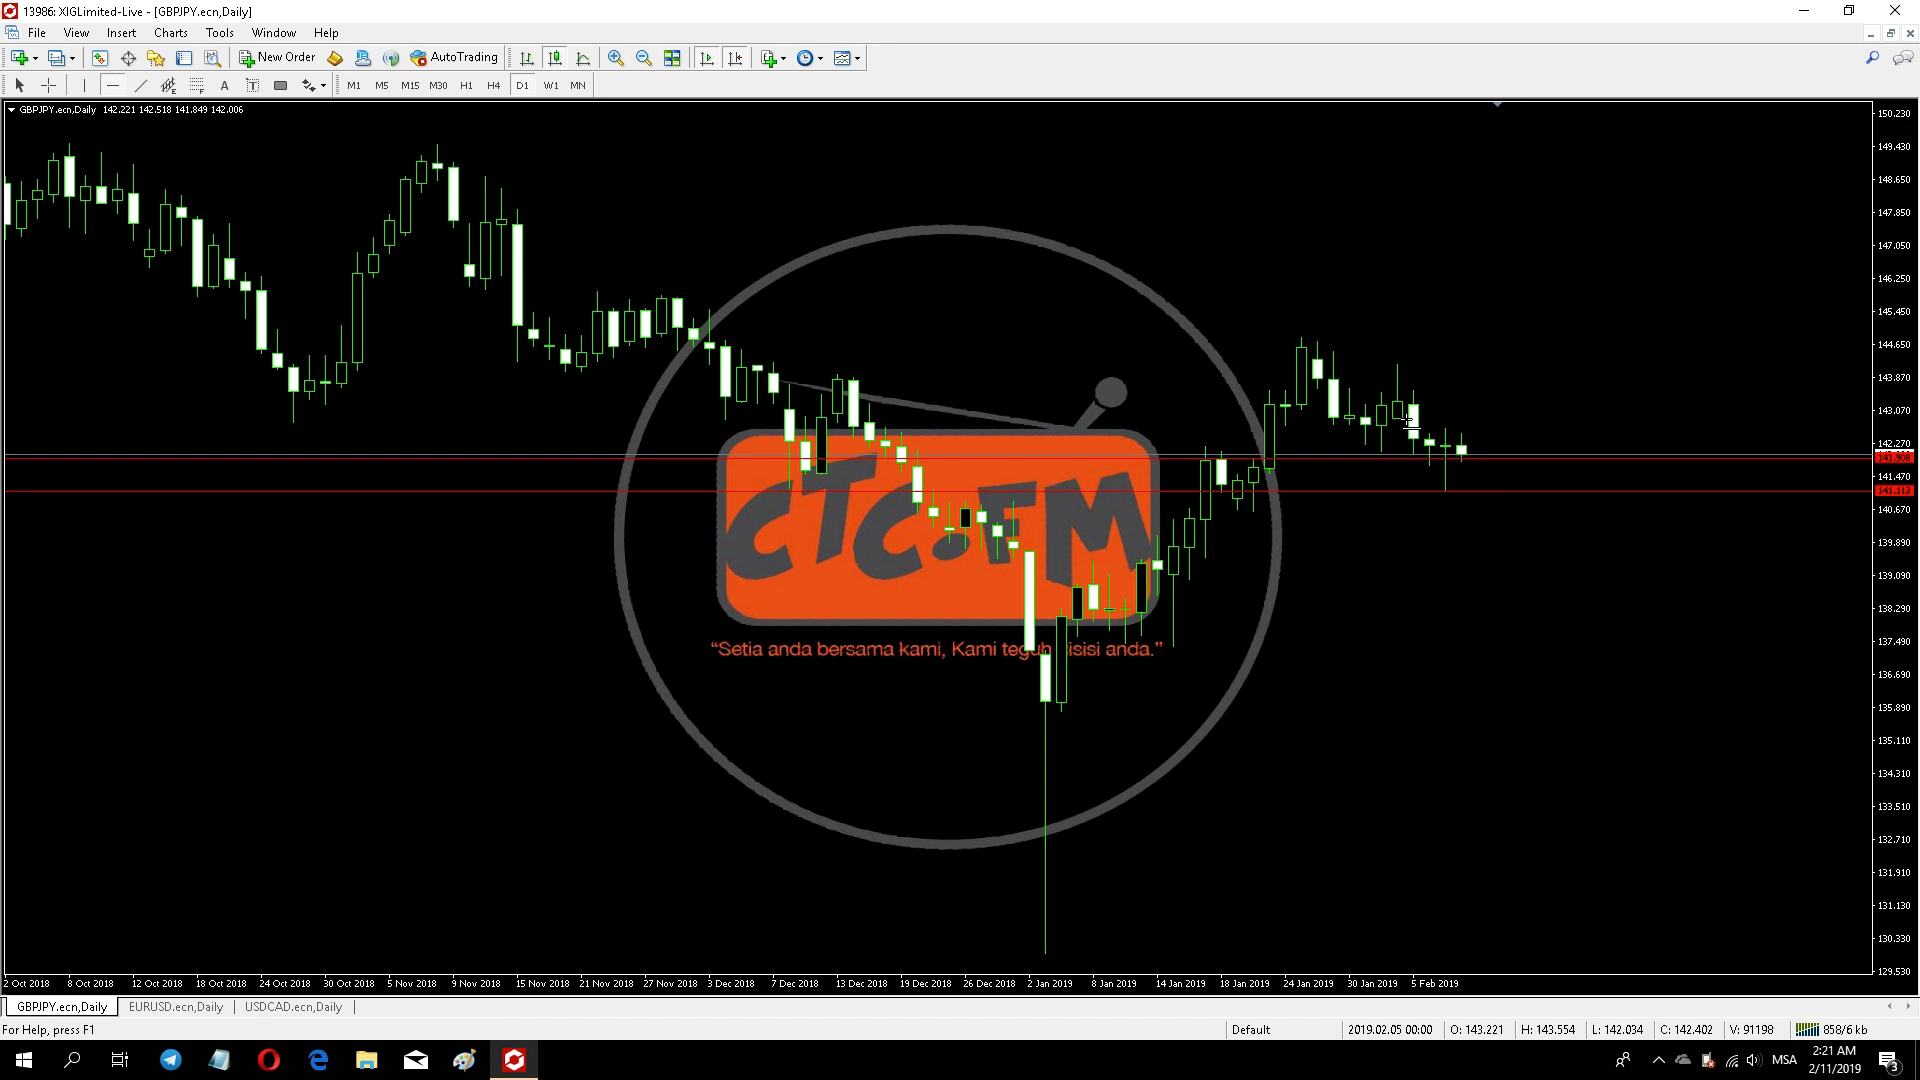 13986: XIGLimited-Live - [GBPJPY.ecn,Daily]
File View Insert Charts Tools Window Help
New Order AutoTrading
A T M1 M5 M15 M30 H1 H4 D1 W1 MN
GBPJPY.ecn,Daily 142.221 142.518 141.849 142.006
150.230
149.430
148.650
147.850
147.050
146.250
145.450
144.650
143.870
143.070
142.270
141.908
141.470
141.113
140.670
139.890
139.090
138.290
137.490
136.690
135.890
135.110
134.310
133.510
132.710
131.910
131.130
130.330
129.530
CTC.FM
“Setia anda bersama kami, Kami teguh disisi anda.”
2 Oct 2018 8 Oct 2018 12 Oct 2018 18 Oct 2018 24 Oct 2018 30 Oct 2018 5 Nov 2018 9 Nov 2018 15 Nov 2018 21 Nov 2018 27 Nov 2018 3 Dec 2018 7 Dec 2018 13 Dec 2018 19 Dec 2018 26 Dec 2018 2 Jan 2019 8 Jan 2019 14 Jan 2019 18 Jan 2019 24 Jan 2019 30 Jan 2019 5 Feb 2019
GBPJPY.ecn,Daily EURUSD.ecn,Daily USDCAD.ecn,Daily
For Help, press F1 Default 2019.02.05 00:00 O: 143.221 H: 143.554 L: 142.034 C: 142.402 V: 91198 858/6 kb
MSA 2:21 AM
2/11/2019 3